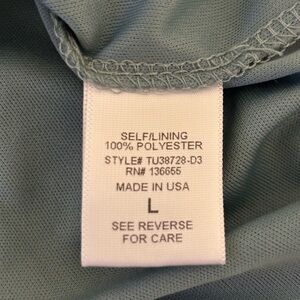 SELF/LINING
100% POLYESTER
STYLE# TU38728-D3
RN# 136655
MADE IN USA
L
SEE REVERSE
FOR CARE